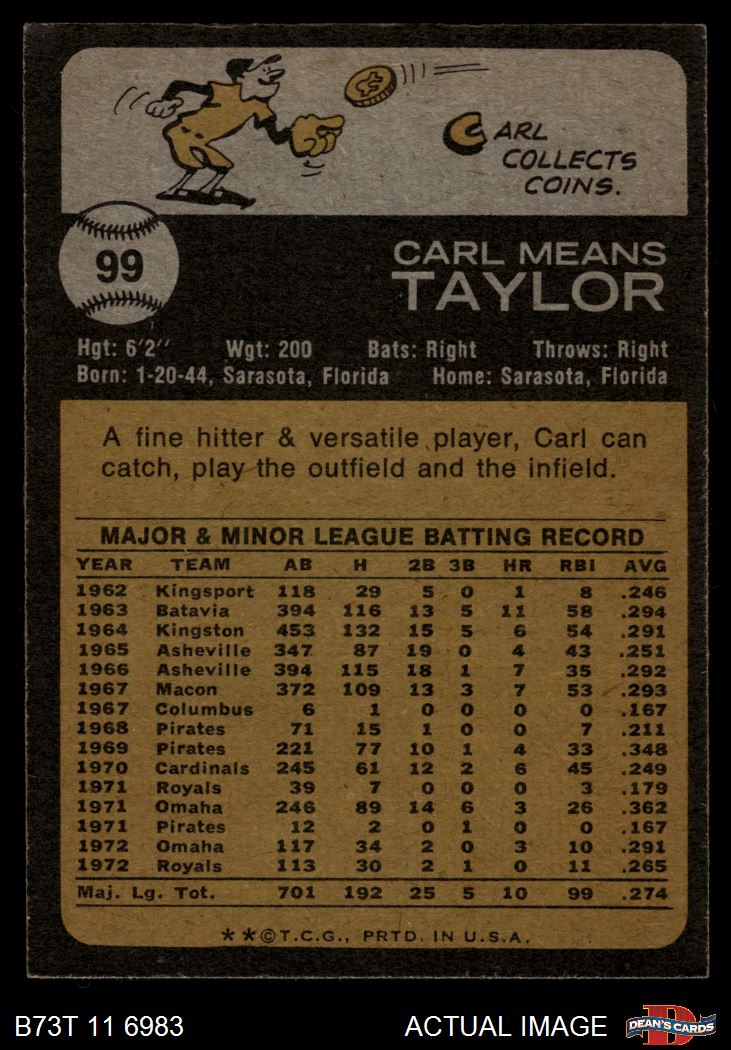 CARL
COLLECTS
COINS.
99
CARL MEANS
TAYLOR
Hgt: 6'2" Wgt: 200 Bats: Right Throws: Right
Born: 1-20-44, Sarasota, Florida Home: Sarasota, Florida
A fine hitter & versatile player, Carl can
catch, play the outfield and the infield.
MAJOR & MINOR LEAGUE BATTING RECORD
YEAR TEAM AB H 2B 3B HR RBI AVG
1962 Kingsport 118 29 5 0 1 8 .246
1963 Batavia 394 116 13 5 11 58 .294
1964 Kingston 453 132 15 5 6 54 .291
1965 Asheville 347 87 19 0 4 43 .251
1966 Asheville 394 115 18 1 7 35 .292
1967 Macon 372 109 13 3 7 53 .293
1967 Columbus 6 1 0 0 0 0 .167
1968 Pirates 71 15 1 0 0 7 .211
1969 Pirates 221 77 10 1 4 33 .348
1970 Cardinals 245 61 12 2 6 45 .249
1971 Royals 39 7 0 0 0 3 .179
1971 Omaha 246 89 14 6 3 26 .362
1971 Pirates 12 2 0 1 0 0 .167
1972 Omaha 117 34 2 0 3 10 .291
1972 Royals 113 30 2 1 0 11 .265
Maj. Lg. Tot. 701 192 25 5 10 99 .274
**©T.C.G., PRTD. IN U.S.A.
B73T 11 6983 ACTUAL IMAGE DEAN'S CARDS